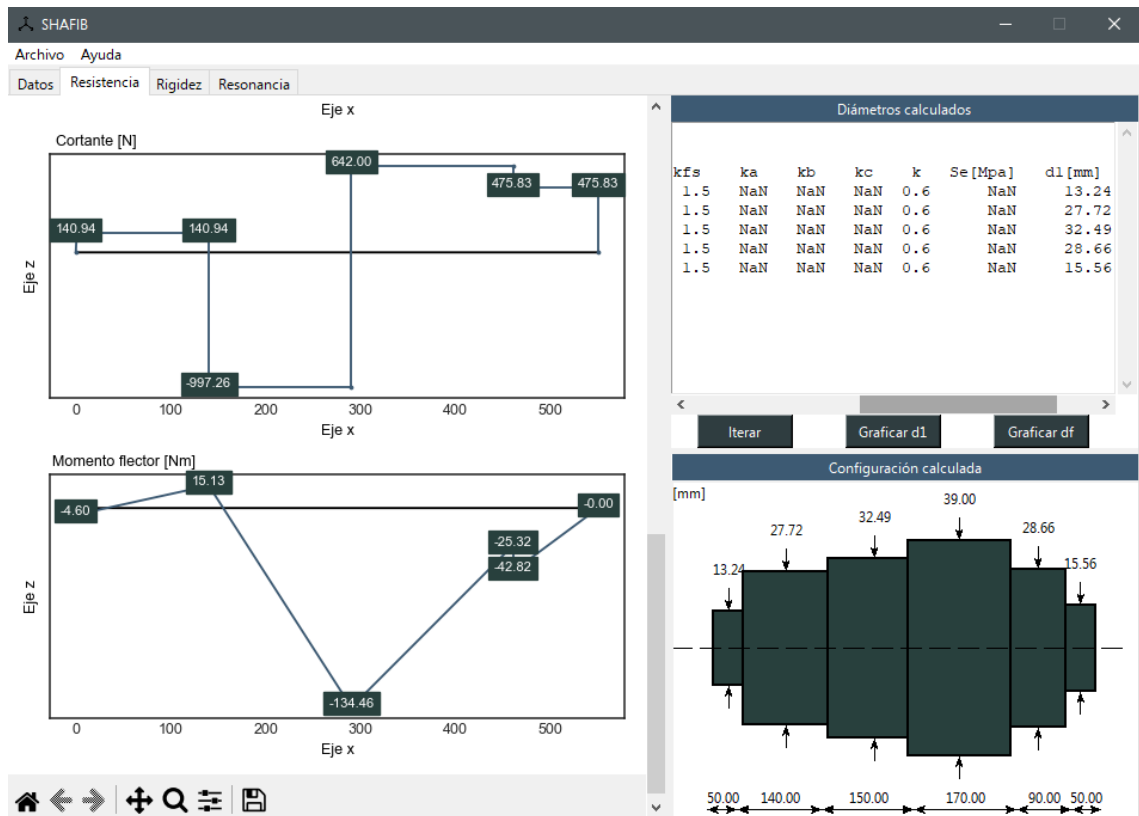 SHAFIB
Archivo Ayuda
Datos Resistencia Rigidez Resonancia
Eje x
Cortante [N]
642.00
475.83 475.83
140.94 140.94
Eje z
-997.26
0 100 200 300 400 500
Eje x
Momento flector [Nm]
15.13
-4.60
-0.00
-25.32
-42.82
Eje z
-134.46
0 100 200 300 400 500
Eje x
Diámetros calculados
kfs ka kb kc k Se[Mpa] d1[mm]
1.5 NaN NaN NaN 0.6 NaN 13.24
1.5 NaN NaN NaN 0.6 NaN 27.72
1.5 NaN NaN NaN 0.6 NaN 32.49
1.5 NaN NaN NaN 0.6 NaN 28.66
1.5 NaN NaN NaN 0.6 NaN 15.56
Iterar Graficar d1 Graficar df
Configuración calculada
[mm]
39.00
32.49
27.72 28.66
13.24 15.56
50.00 140.00 150.00 170.00 90.00 50.00